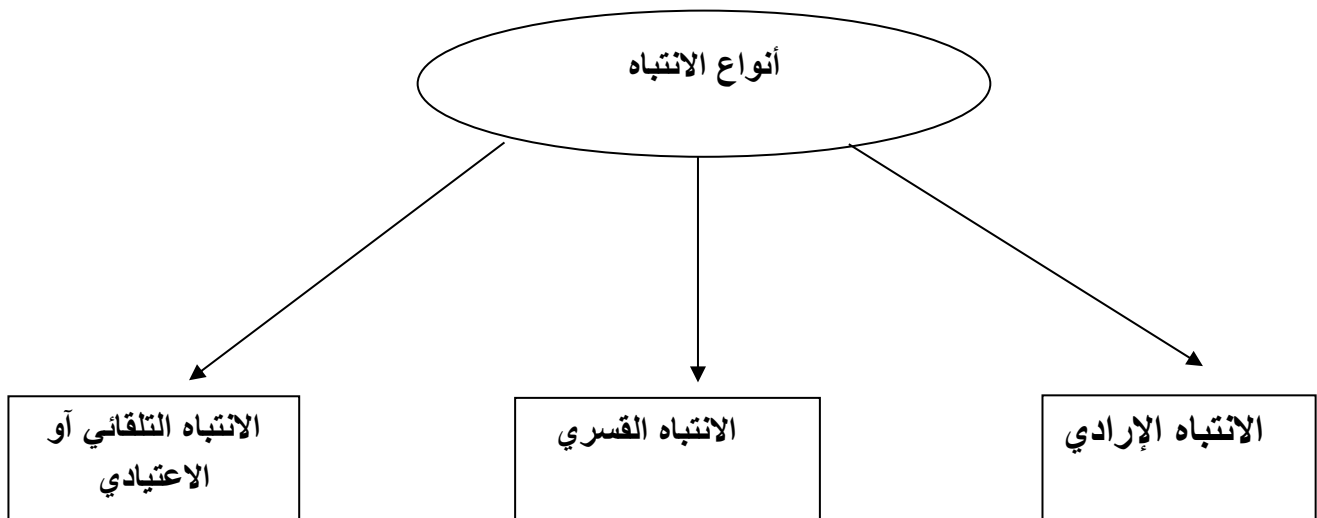 أنواع الانتباه
الانتباه الإرادي
الانتباه القسري
الانتباه التلقائي آو
الاعتيادي